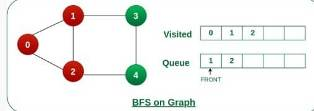 1 3
0
Visited 0 1 2
Queue 1 2
2 4
FRONT
BFS on Graph